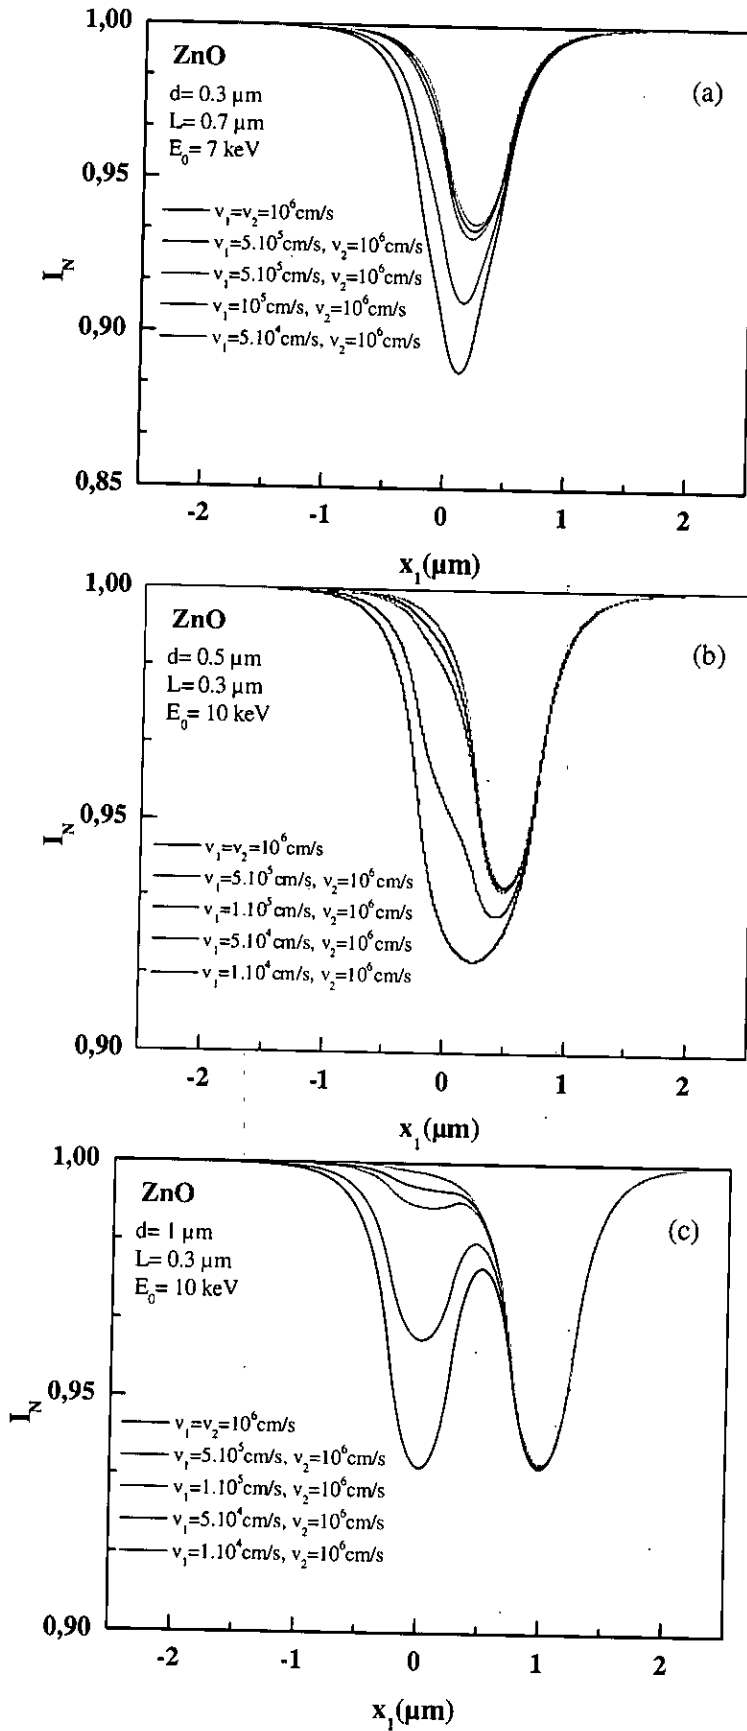 1,00
ZnO
(a)
d= 0.3 μm
L= 0.7 μm
E₀= 7 keV
0,95
v₁=v₂=10⁶cm/s
v₁=5.10⁵cm/s, v₂=10⁶cm/s
v₁=5.10⁵cm/s, v₂=10⁶cm/s
v₁=10⁵cm/s, v₂=10⁶cm/s
v₁=5.10⁴cm/s, v₂=10⁶cm/s
I_N
0,90
0,85
-2 -1 0 1 2
x₁(μm)
1,00
ZnO
(b)
d= 0.5 μm
L= 0.3 μm
E₀= 10 keV
0,95
I_N
v₁=v₂=10⁶cm/s
v₁=5.10⁵cm/s, v₂=10⁶cm/s
v₁=1.10⁵cm/s, v₂=10⁶cm/s
v₁=5.10⁴cm/s, v₂=10⁶cm/s
v₁=1.10⁴cm/s, v₂=10⁶cm/s
0,90
-2 -1 0 1 2
x₁(μm)
1,00
ZnO
(c)
d= 1 μm
L= 0.3 μm
E₀= 10 keV
0,95
I_N
v₁=v₂=10⁶cm/s
v₁=5.10⁵cm/s, v₂=10⁶cm/s
v₁=1.10⁵cm/s, v₂=10⁶cm/s
v₁=5.10⁴cm/s, v₂=10⁶cm/s
v₁=1.10⁴cm/s, v₂=10⁶cm/s
0,90
-2 -1 0 1 2
x₁(μm)